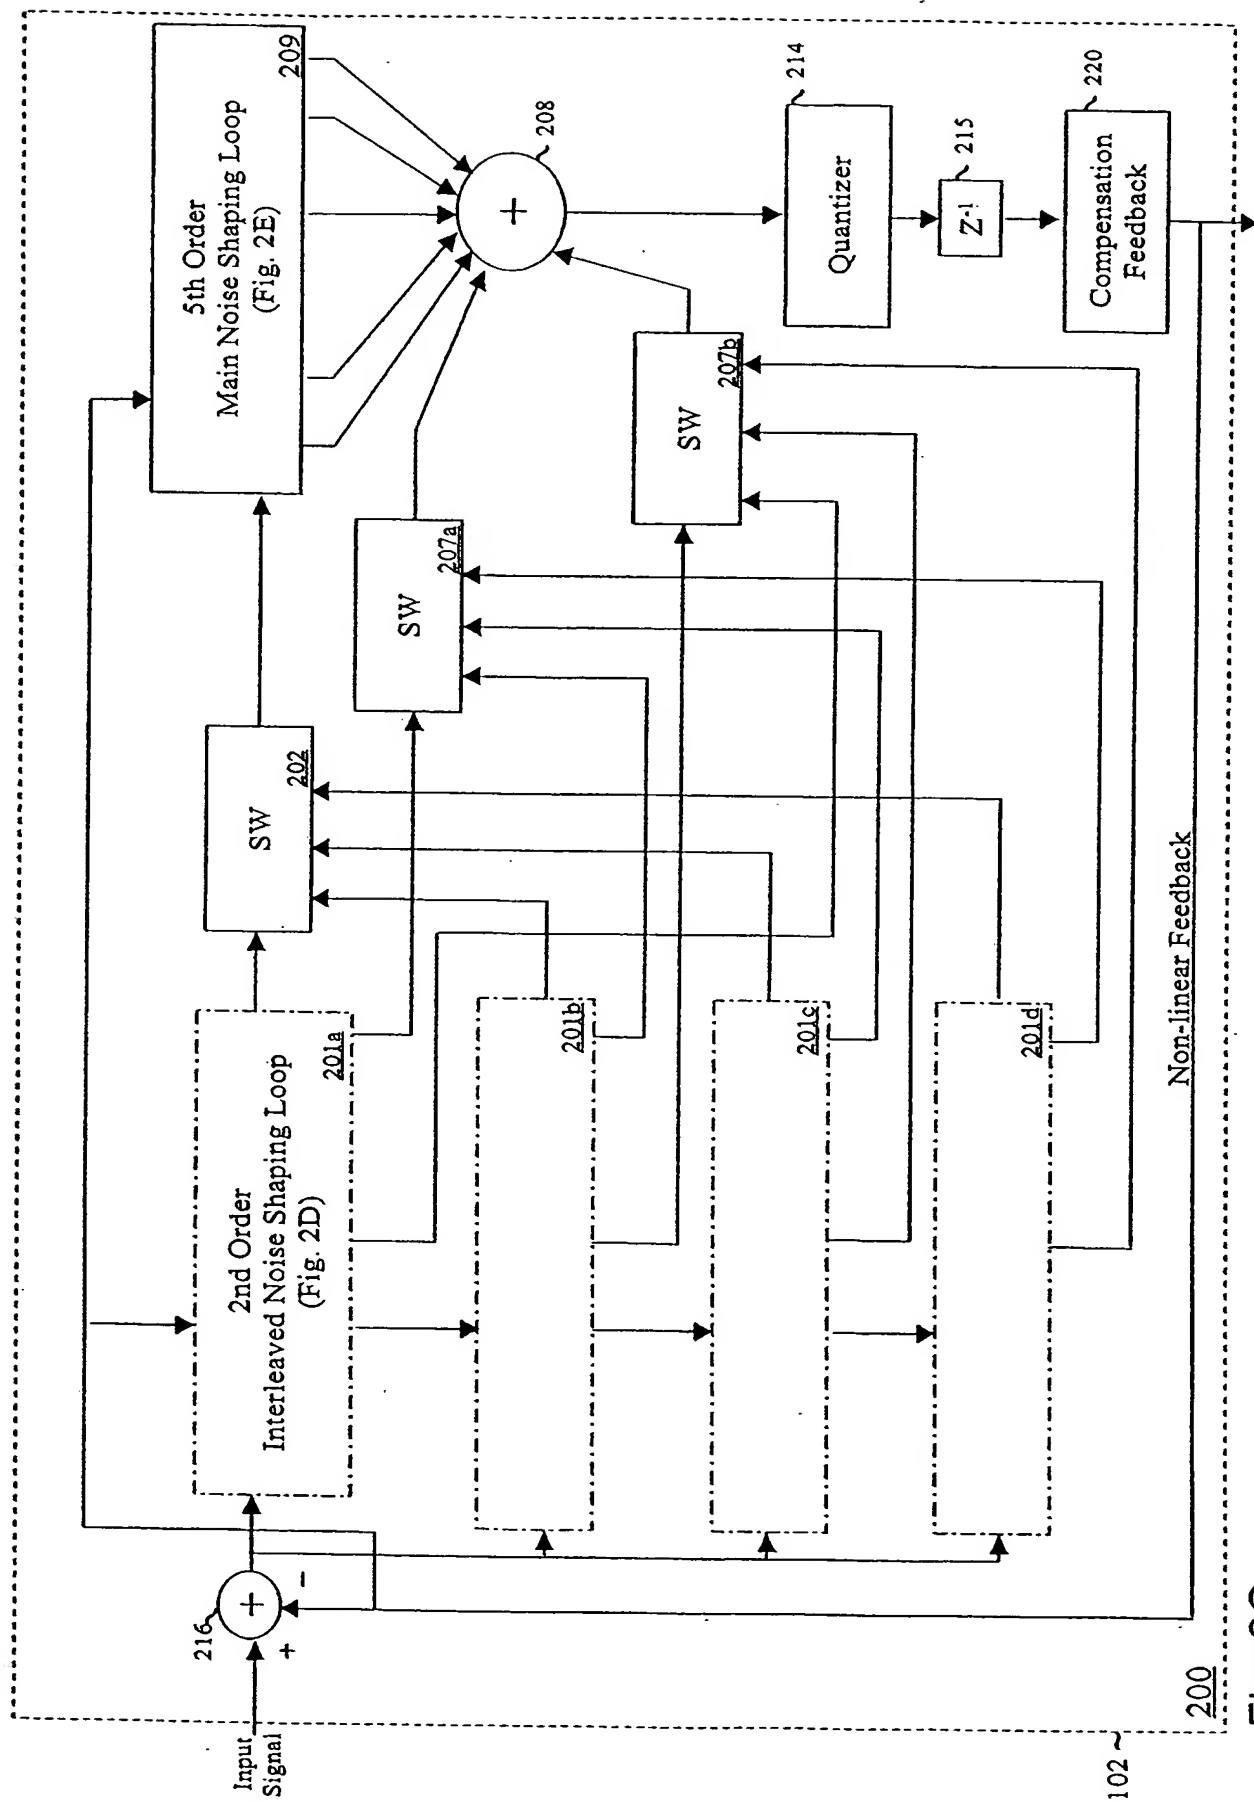 Input
Signal
216
+
+
-
2nd Order
Interleaved Noise Shaping Loop
(Fig. 2D)
201a
201b
201c
201d
SW
202
SW
207a
SW
207b
5th Order
Main Noise Shaping Loop
(Fig. 2E)
209
+
208
Quantizer
214
Z-1
215
Compensation
Feedback
220
Non-linear Feedback
200
102